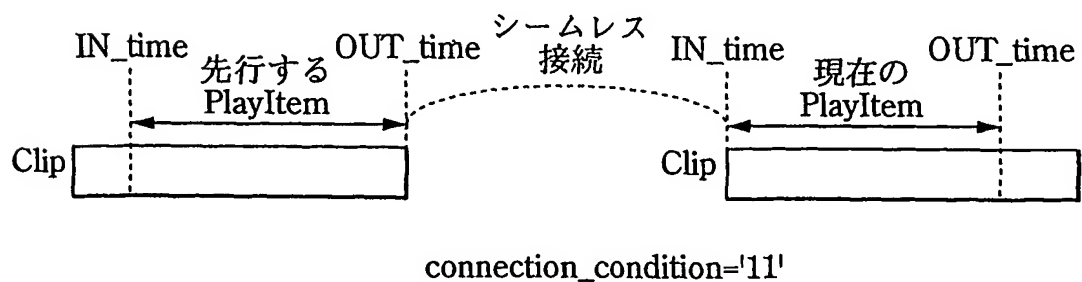 IN_time
先行する
PlayItem
OUT_time
シームレス
接続
IN_time
現在の
PlayItem
OUT_time
Clip
Clip
connection_condition='11'